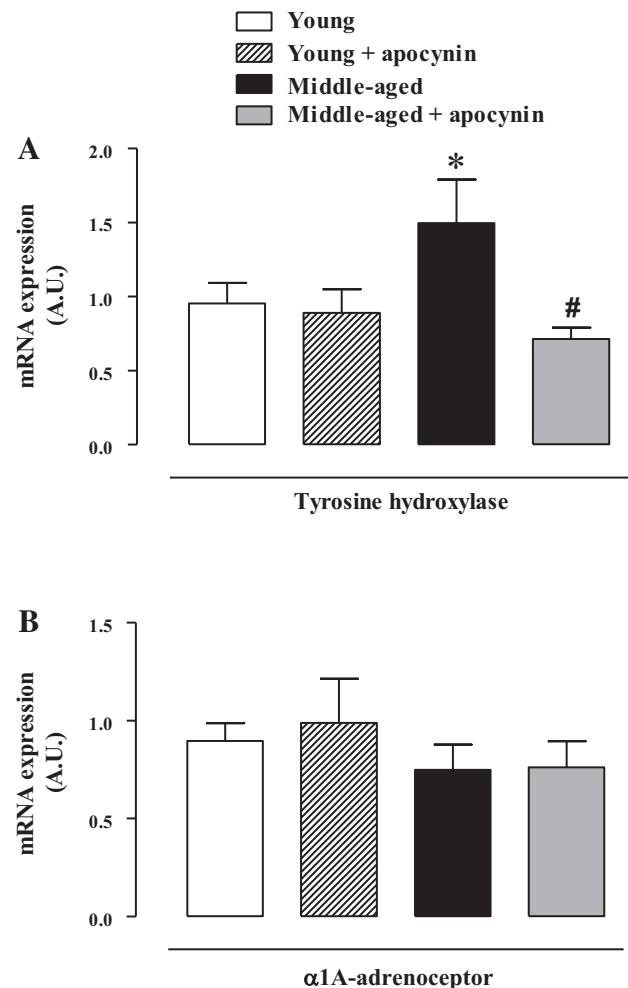 Young
Young + apocynin
Middle-aged
Middle-aged + apocynin
A
mRNA expression
(A.U.)
2.0
1.5
1.0
0.5
0.0
*
#
Tyrosine hydroxylase
B
mRNA expression
(A.U.)
1.5
1.0
0.5
0.0
α1A-adrenoceptor